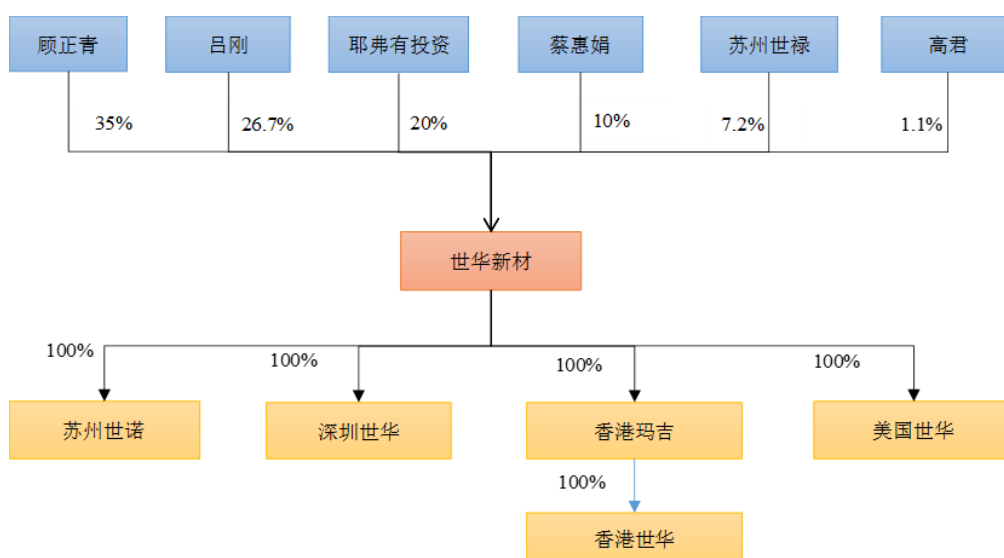 顾正青
吕刚
耶弗有投资
蔡惠娟
苏州世禄
高君
35%
26.7%
20%
10%
7.2%
1.1%
世华新材
100%
100%
100%
100%
苏州世诺
深圳世华
香港玛吉
美国世华
100%
香港世华